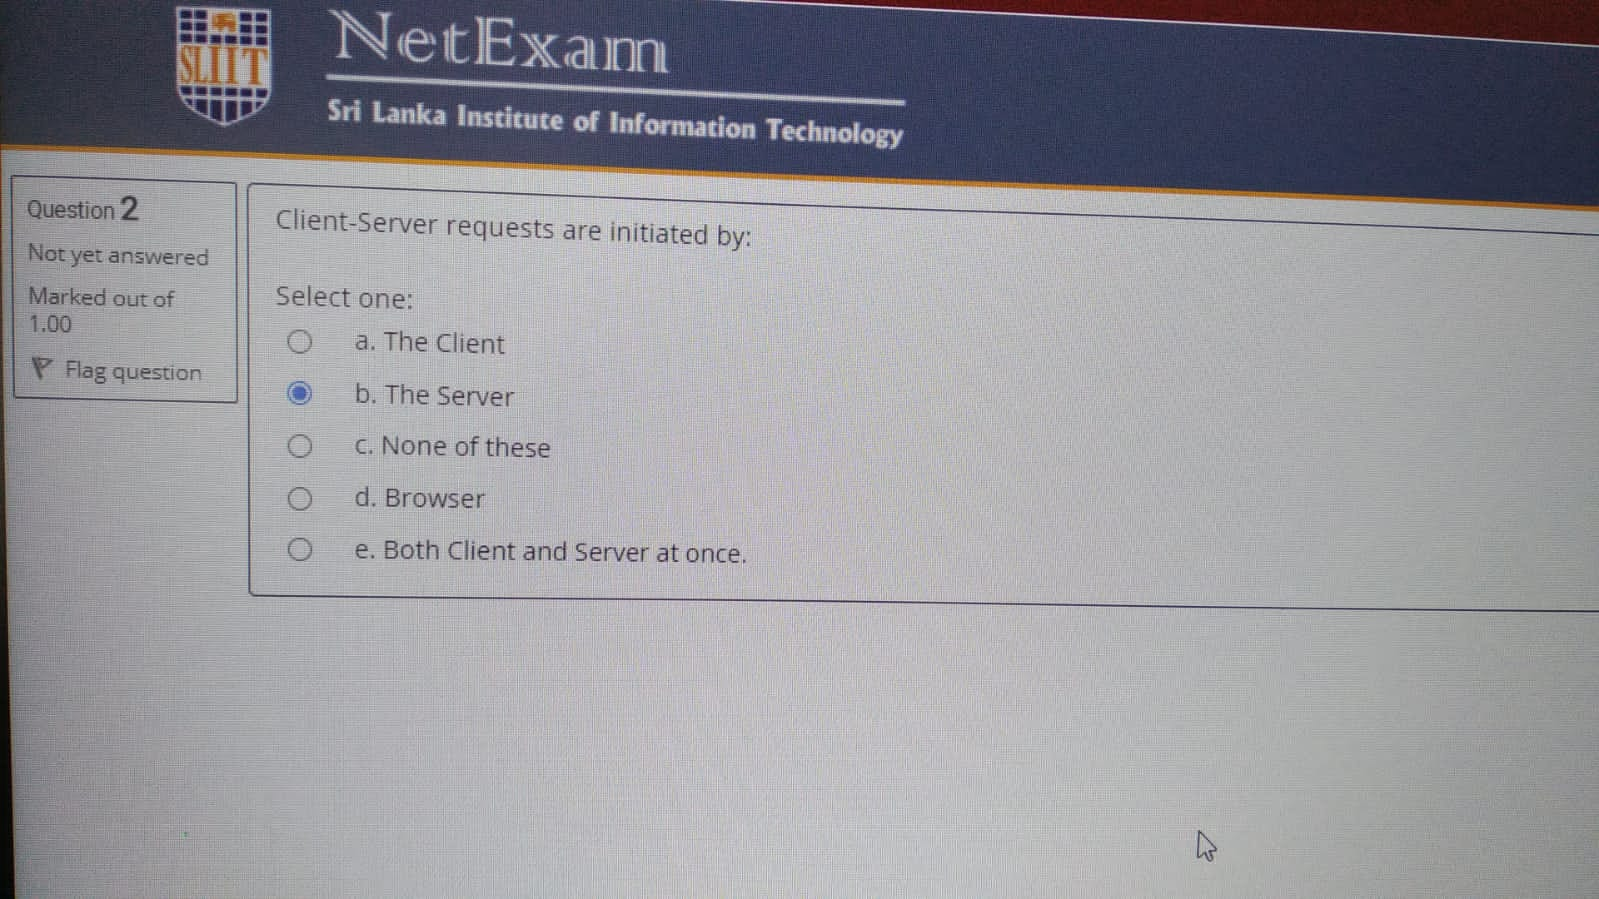 SLIIT
NetExam
Sri Lanka Institute of Information Technology
Question 2
Not yet answered
Marked out of
1.00
Flag question
Client-Server requests are initiated by:
Select one:
a. The Client
b. The Server
c. None of these
d. Browser
e. Both Client and Server at once.